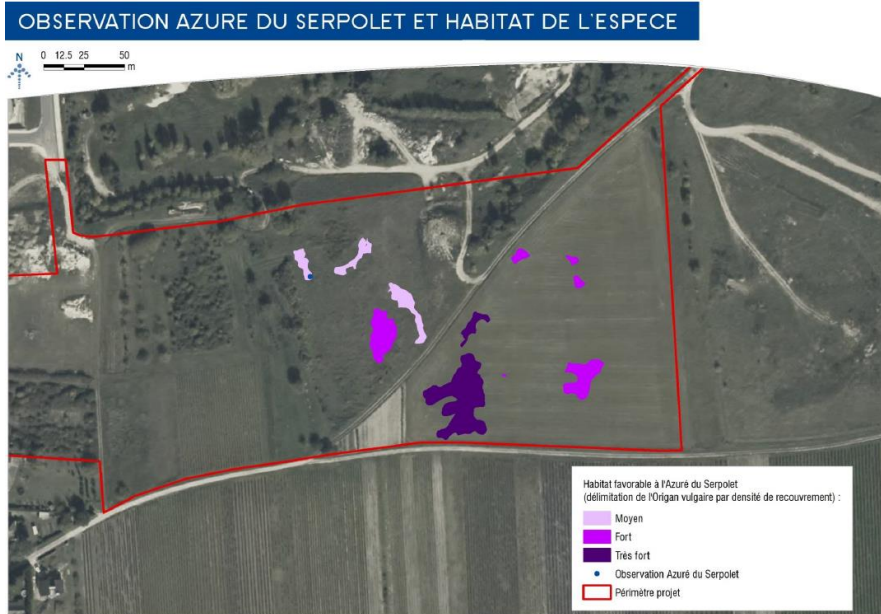 OBSERVATION AZURE DU SERPOLET ET HABITAT DE L'ESPECE
N
0 12.5 25 50
m
Habitat favorable à l'Azuré du Serpolet
(délimitation de l'Origan vulgaire par densité de recouvrement) :
Moyen
Fort
Très fort
Observation Azuré du Serpolet
Périmètre projet